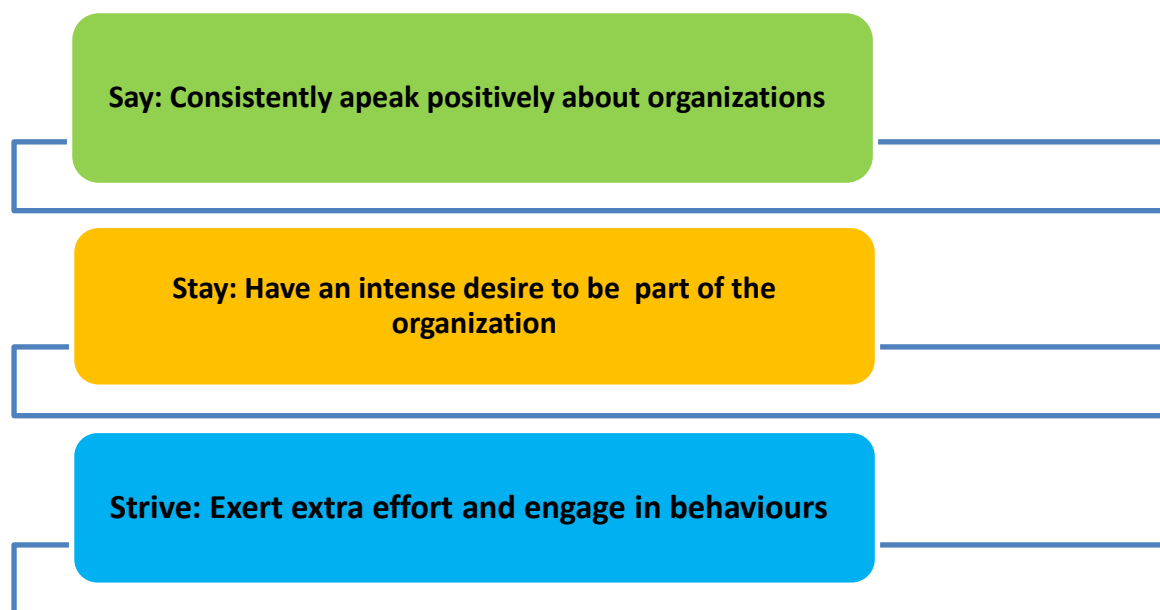 Say: Consistently apeak positively about organizations
Stay: Have an intense desire to be  part of the
organization
Strive: Exert extra effort and engage in behaviours